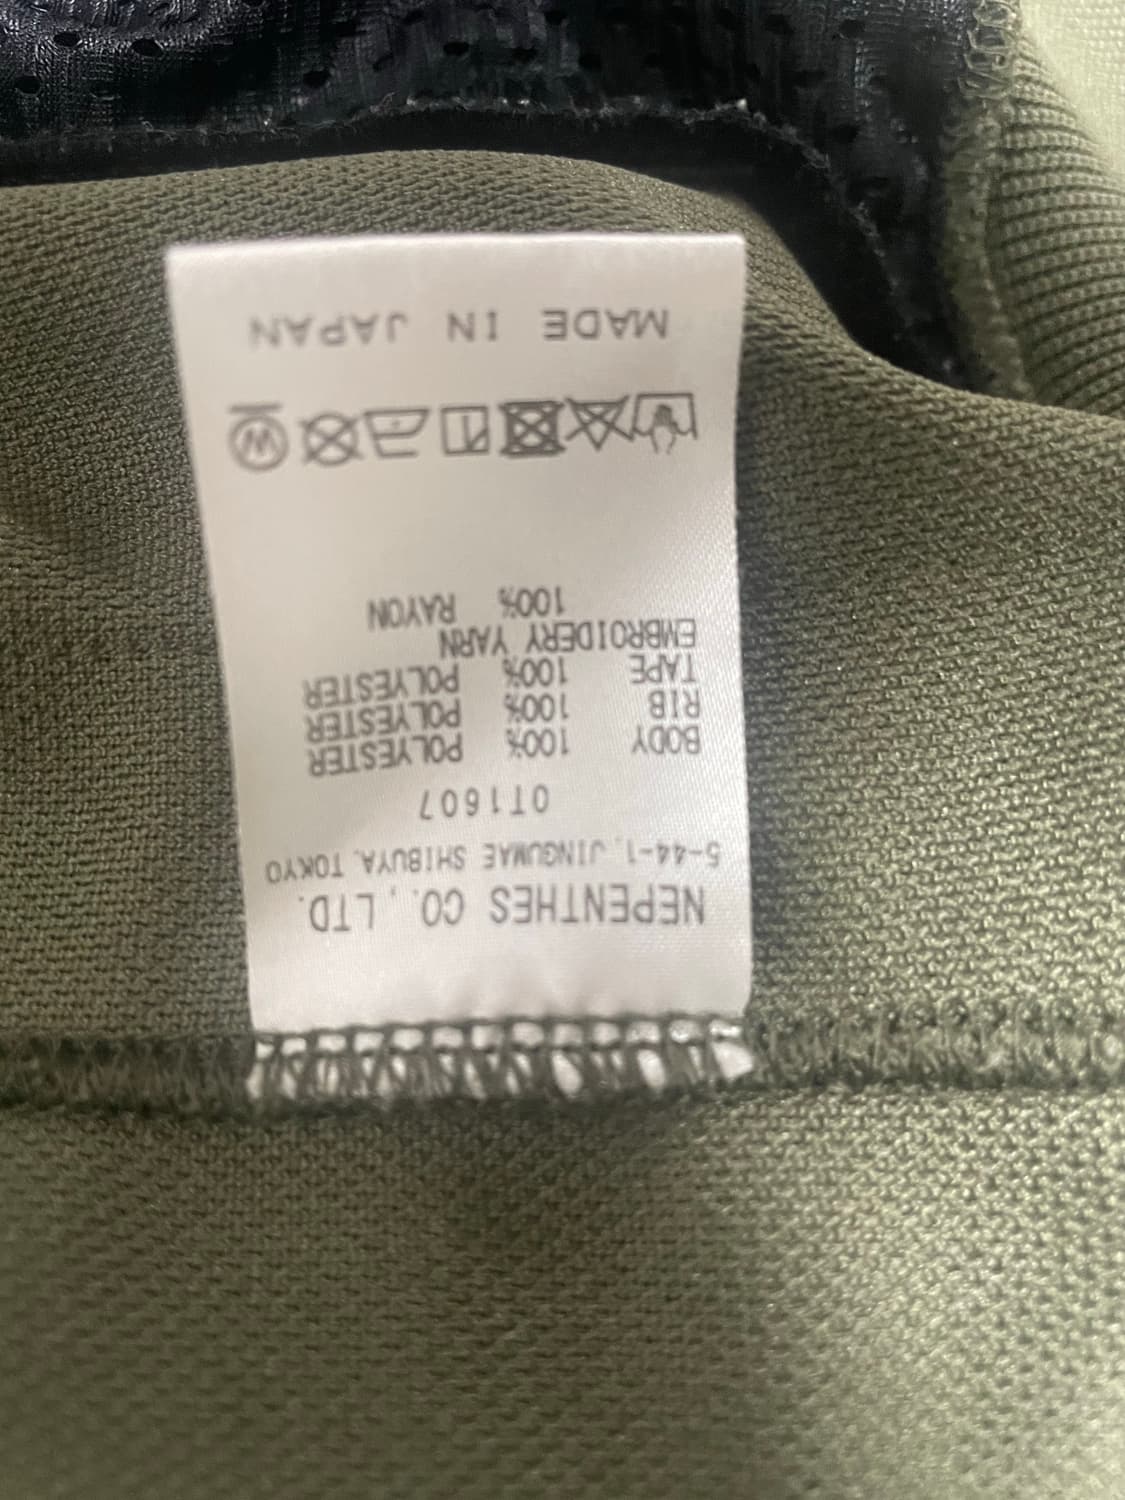 NEPENTHES CO., LTD.
5-44-1, JINGUMAE SHIBUYA, TOKYO
OT1607
BODY 100% POLYESTER
RIB 100% POLYESTER
TAPE 100% POLYESTER
EMBROIDERY YARN
100% RAYON
W
MADE IN JAPAN